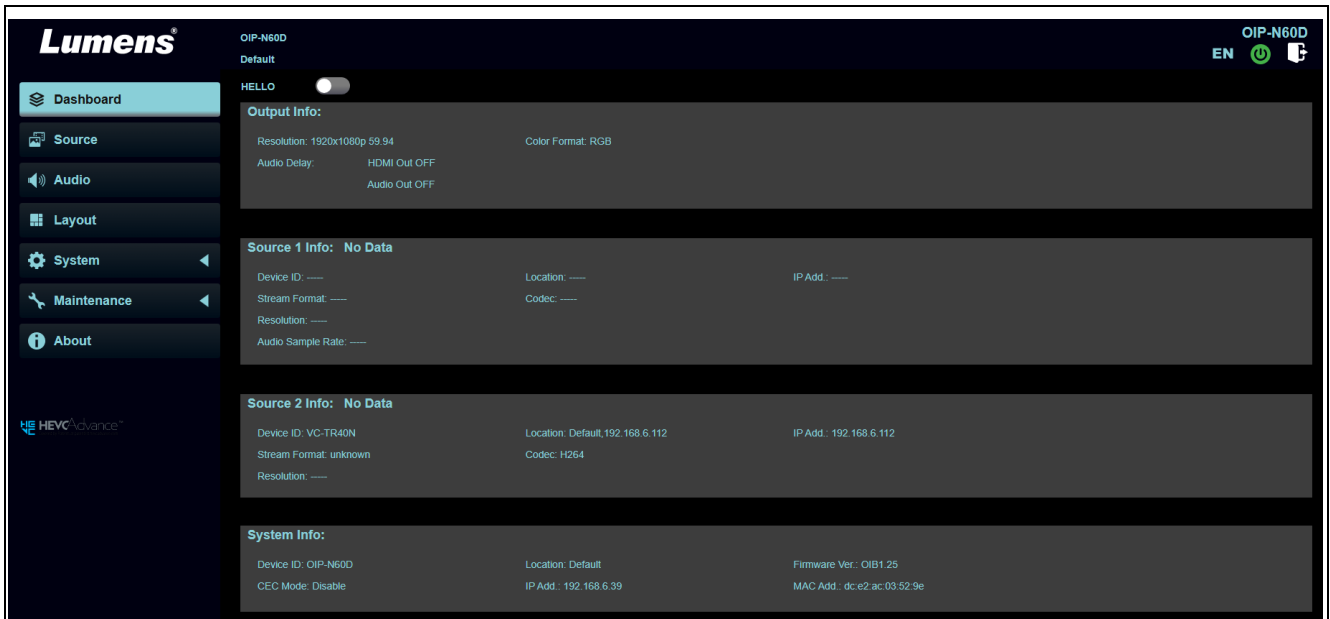 Lumens®
OIP-N60D
Default
OIP-N60D
EN
Dashboard
Source
Audio
Layout
System
Maintenance
About
HEVCAdvance™
HELLO
Output Info:
Resolution: 1920x1080p 59.94 Color Format: RGB
Audio Delay: HDMI Out OFF
Audio Out OFF
Source 1 Info: No Data
Device ID: ----- Location: ----- IP Add.: -----
Stream Format: ----- Codec: -----
Resolution: -----
Audio Sample Rate: -----
Source 2 Info: No Data
Device ID: VC-TR40N Location: Default,192.168.6.112 IP Add.: 192.168.6.112
Stream Format: unknown Codec: H264
Resolution: -----
System Info:
Device ID: OIP-N60D Location: Default Firmware Ver.: OIB1.25
CEC Mode: Disable IP Add.: 192.168.6.39 MAC Add.: dc:e2:ac:03:52:9e